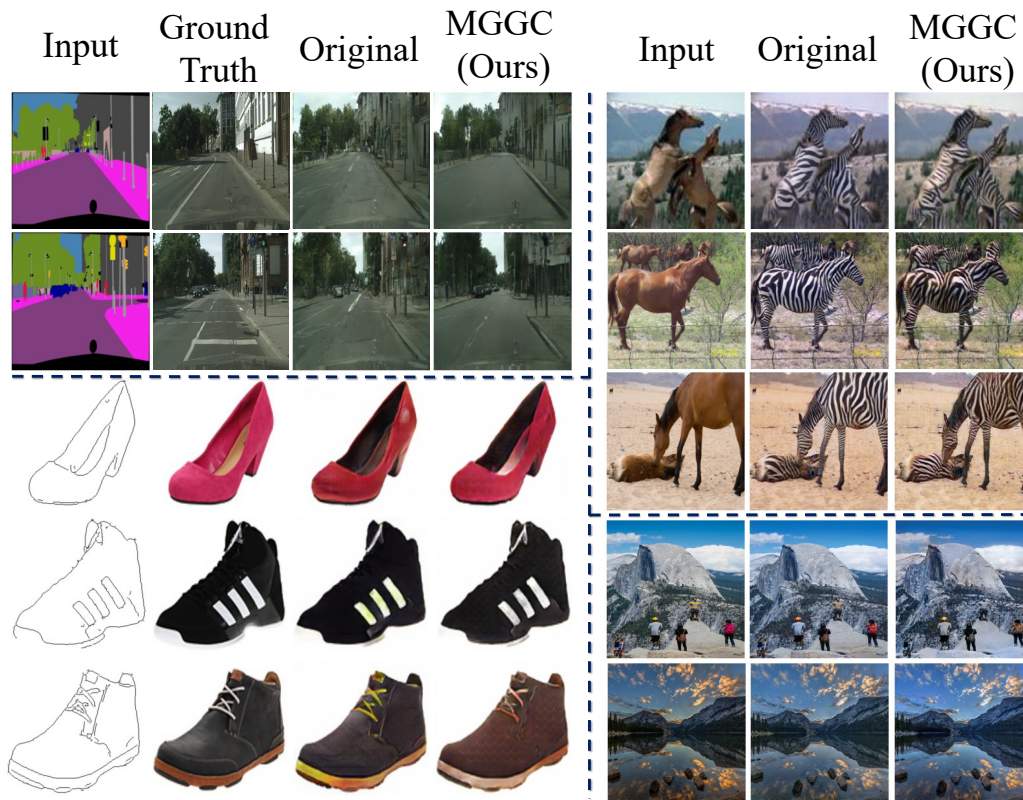 Input
Ground
Truth
Original
MGGC
(Ours)
Input
Original
MGGC
(Ours)